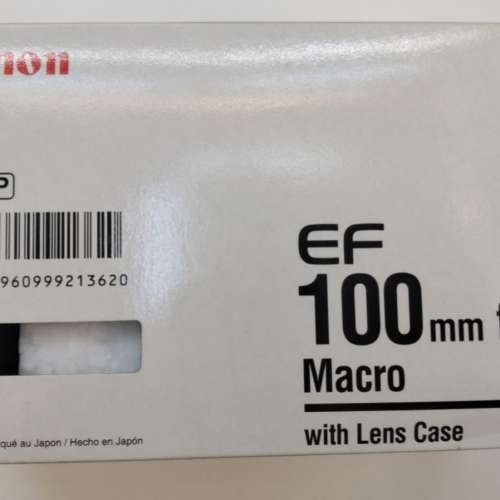 non
P
960999213620
EF
100mm f
Macro
with Lens Case
qué au Japon / Hecho en Japón